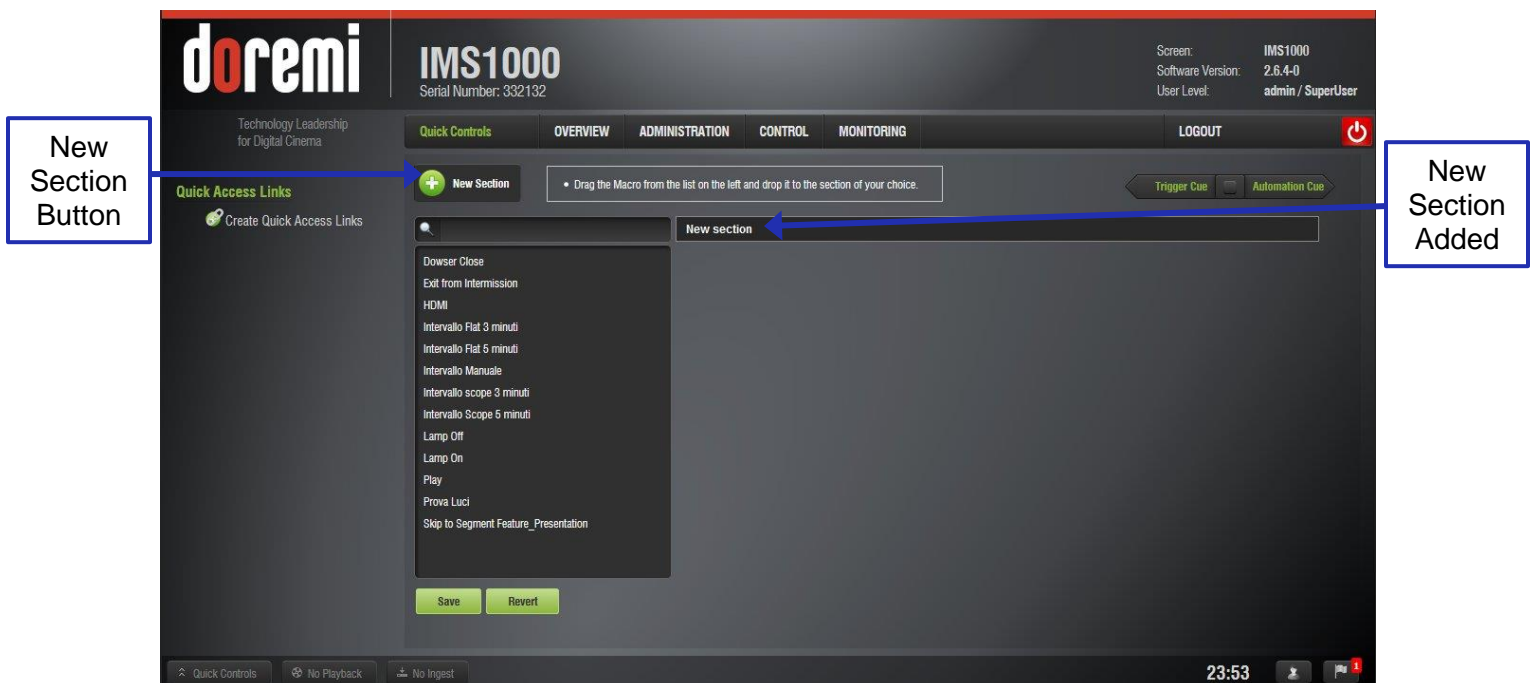 doremi
Technology Leadership
for Digital Cinema
IMS1000
Serial Number: 332132
Screen: IMS1000
Software Version: 2.6.4-0
User Level: admin / SuperUser
Quick Controls OVERVIEW ADMINISTRATION CONTROL MONITORING LOGOUT
New
Section
Button
Quick Access Links
Create Quick Access Links
New Section
• Drag the Macro from the list on the left and drop it to the section of your choice.
Trigger Cue Automation Cue
New
Section
Added
New section
Dowser Close
Exit from Intermission
HDMI
Intervallo Flat 3 minuti
Intervallo Flat 5 minuti
Intervallo Manuale
Intervallo scope 3 minuti
Intervallo Scope 5 minuti
Lamp Off
Lamp On
Play
Prova Luci
Skip to Segment Feature_Presentation
Save Revert
Quick Controls No Playback No Ingest 23:53 1